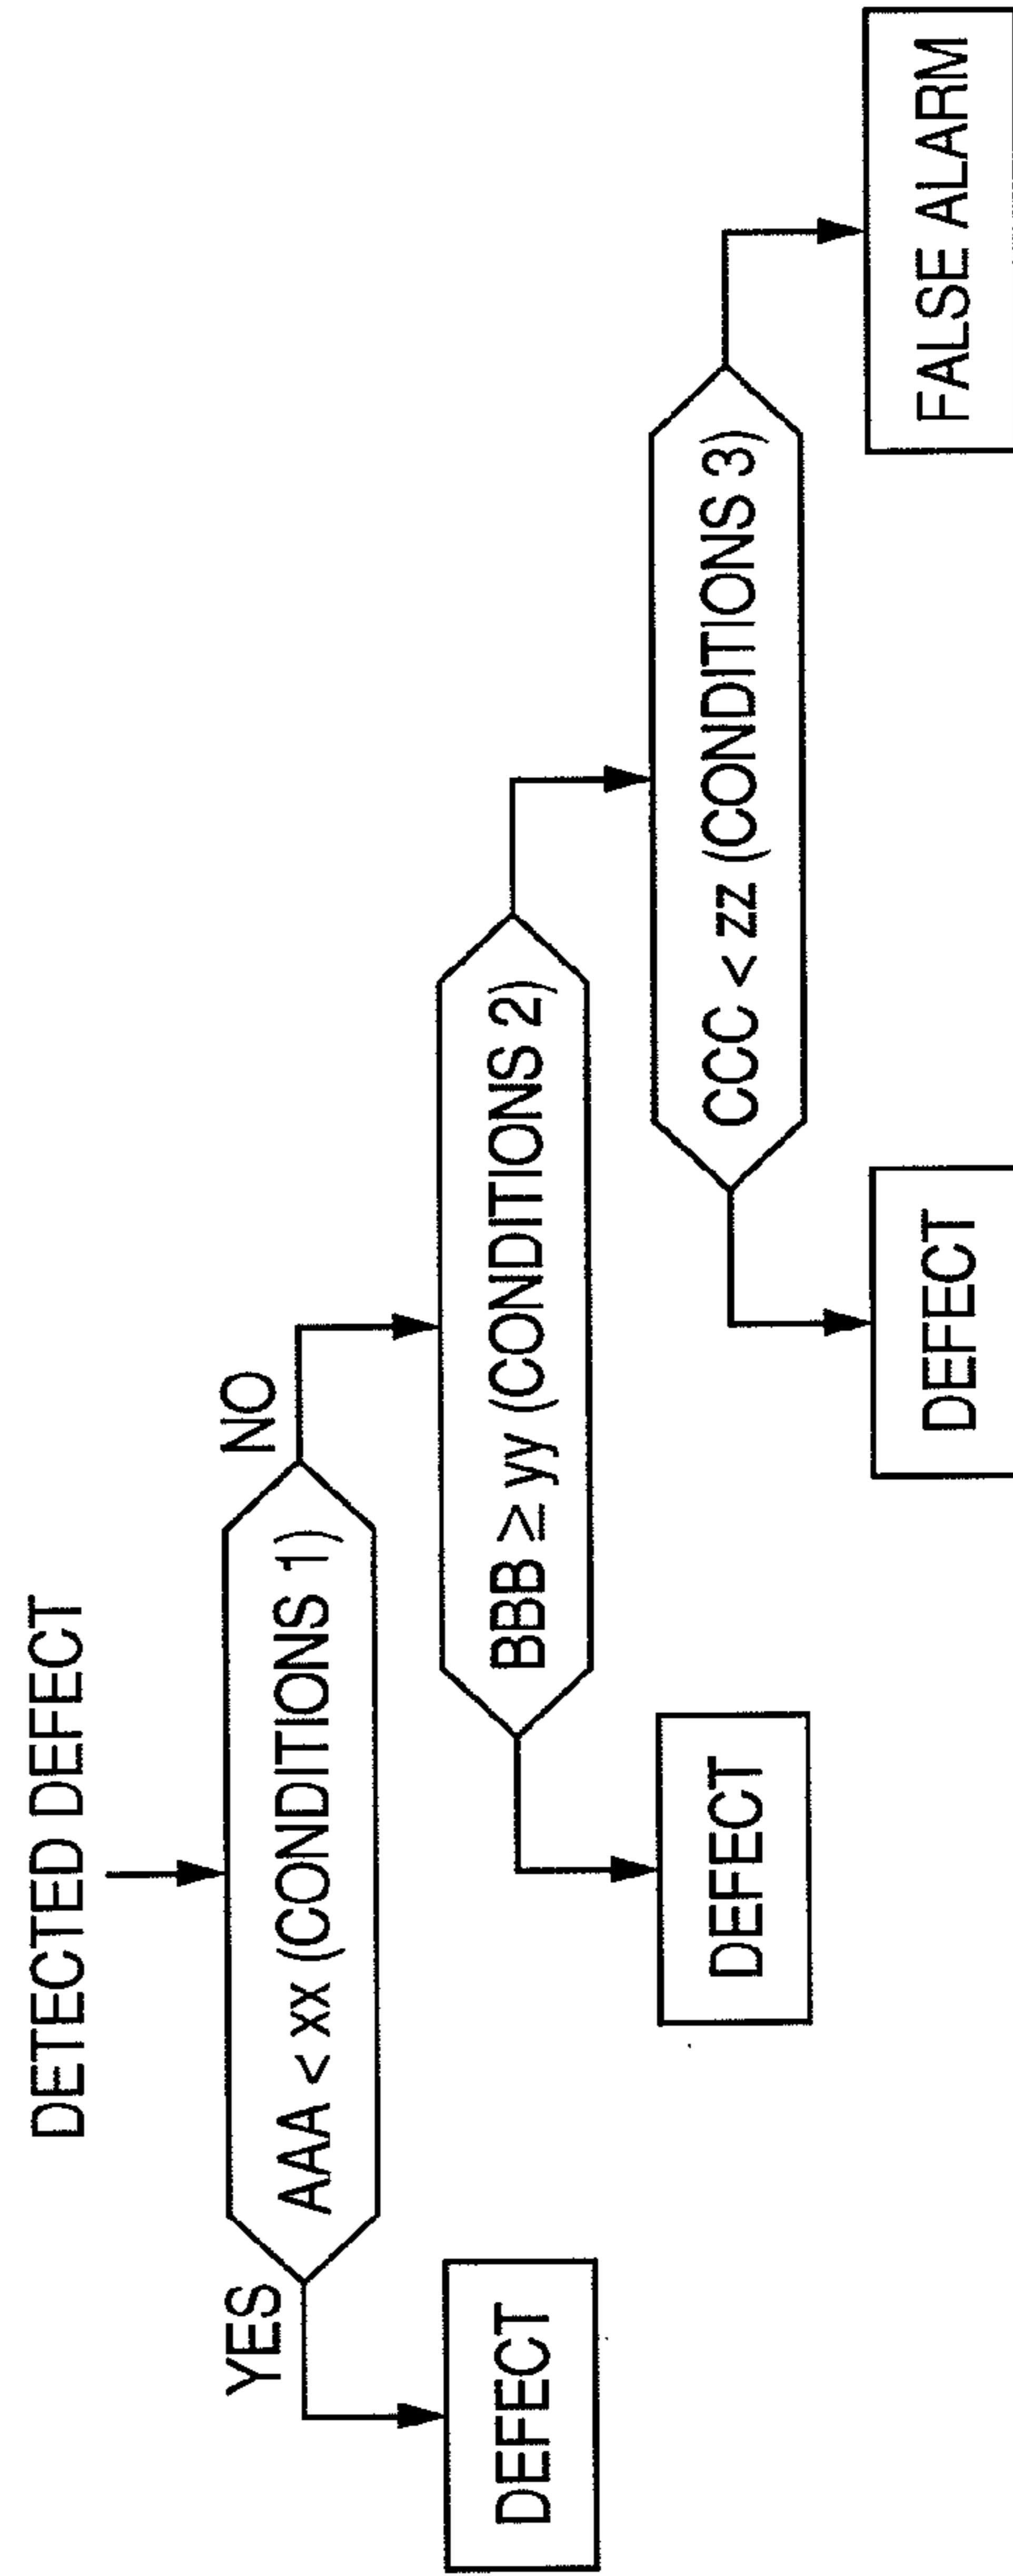 DETECTED DEFECT
YES
AAA < xx (CONDITIONS 1)
NO
DEFECT
BBB ≥ yy (CONDITIONS 2)
DEFECT
CCC < zz (CONDITIONS 3)
DEFECT
FALSE ALARM